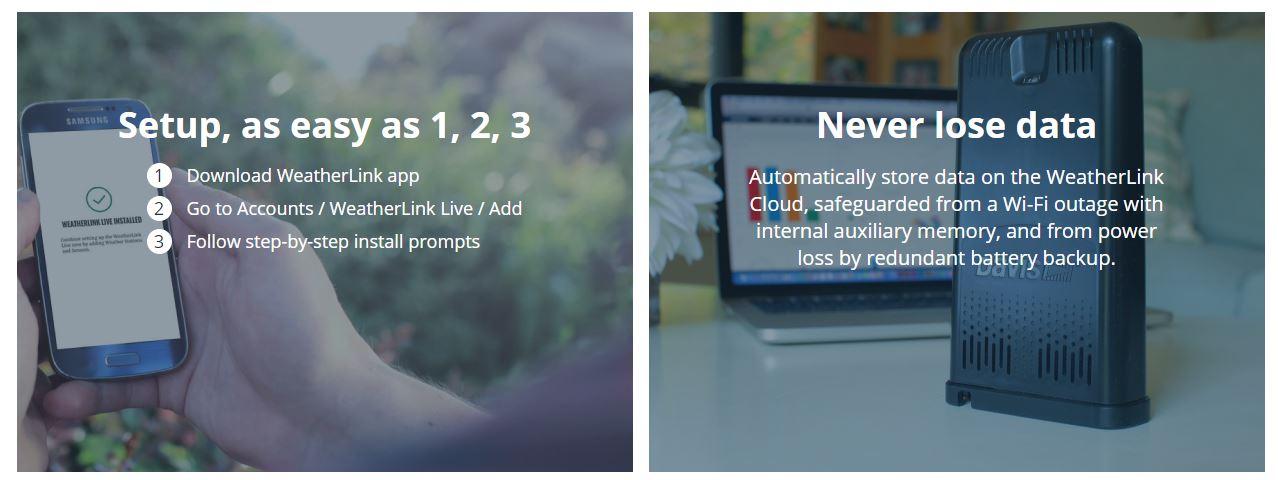 Setup, as easy as 1, 2, 3
1 Download WeatherLink app
2 Go to Accounts / WeatherLink Live / Add
3 Follow step-by-step install prompts
SAMSUNG
WEATHERLINK LIVE INSTALLED
Continue setting up the WeatherLink
Live now by adding Weather Stations
and Sensors.
Never lose data
Automatically store data on the WeatherLink
Cloud, safeguarded from a Wi-Fi outage with
internal auxiliary memory, and from power
loss by redundant battery backup.
Davis